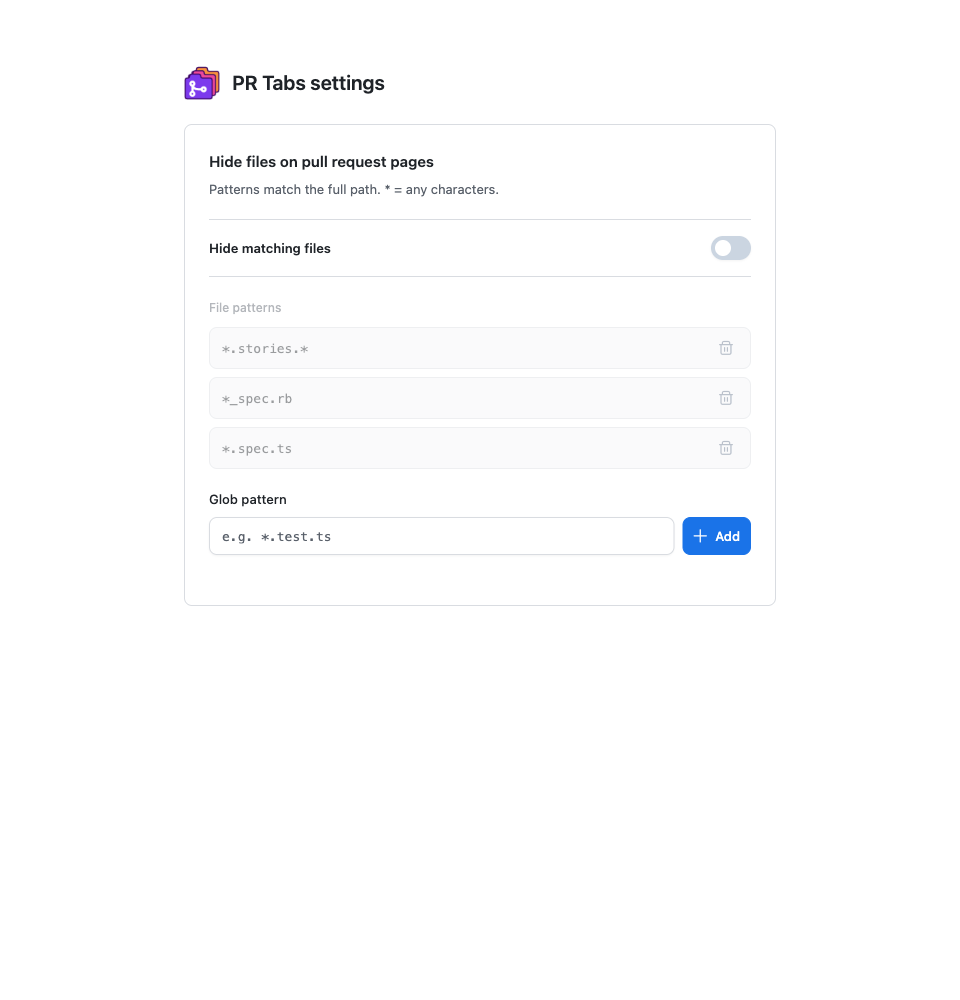 PR Tabs settings
Hide files on pull request pages
Patterns match the full path. * = any characters.
Hide matching files
File patterns
*.stories.*
*_spec.rb
*.spec.ts
Glob pattern
e.g. *.test.ts
Add